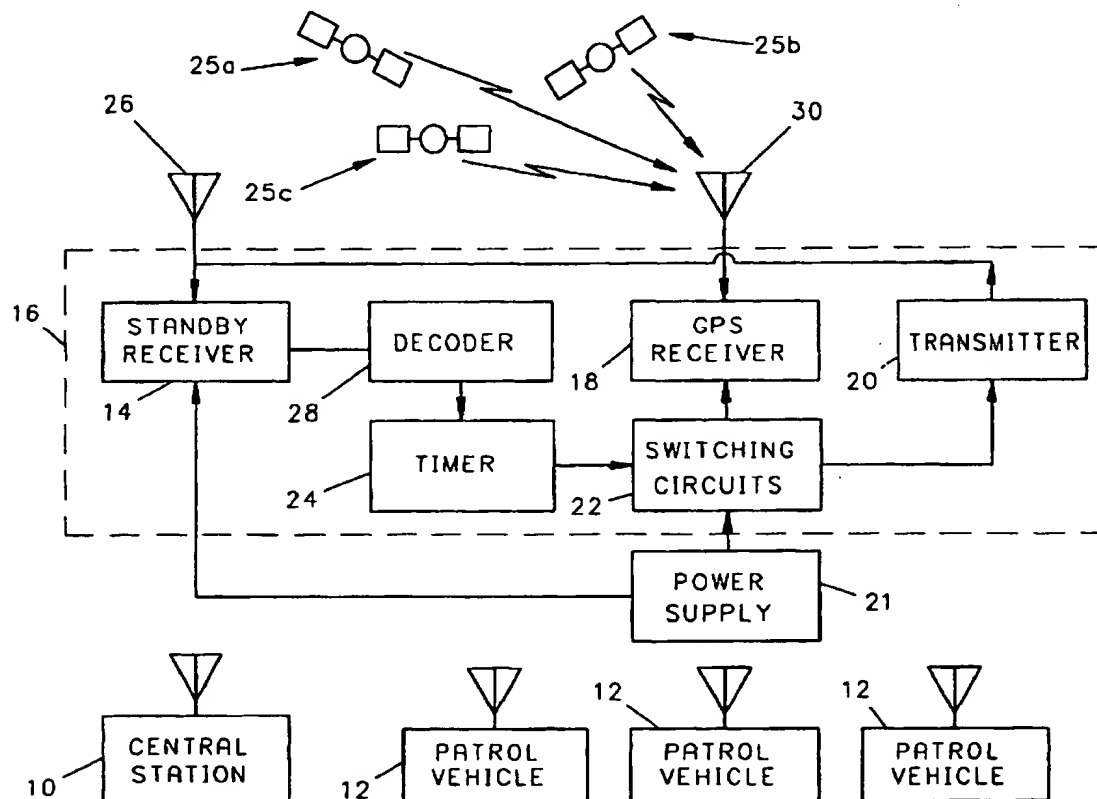 25a
25b
26
30
25c
16
STANDBY
RECEIVER
DECODER
GPS
RECEIVER
TRANSMITTER
14
28
18
20
TIMER
SWITCHING
CIRCUITS
24
22
POWER
SUPPLY
21
12
12
CENTRAL
STATION
PATROL
VEHICLE
PATROL
VEHICLE
PATROL
VEHICLE
10
12